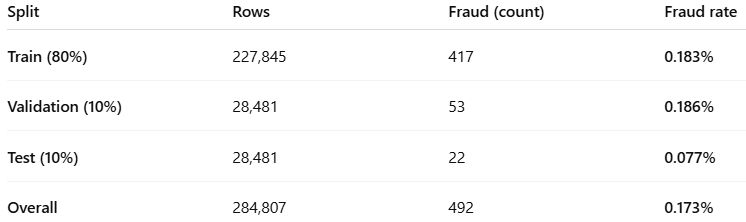 Split Rows Fraud (count) Fraud rate
Train (80%) 227,845 417 0.183%
Validation (10%) 28,481 53 0.186%
Test (10%) 28,481 22 0.077%
Overall 284,807 492 0.173%